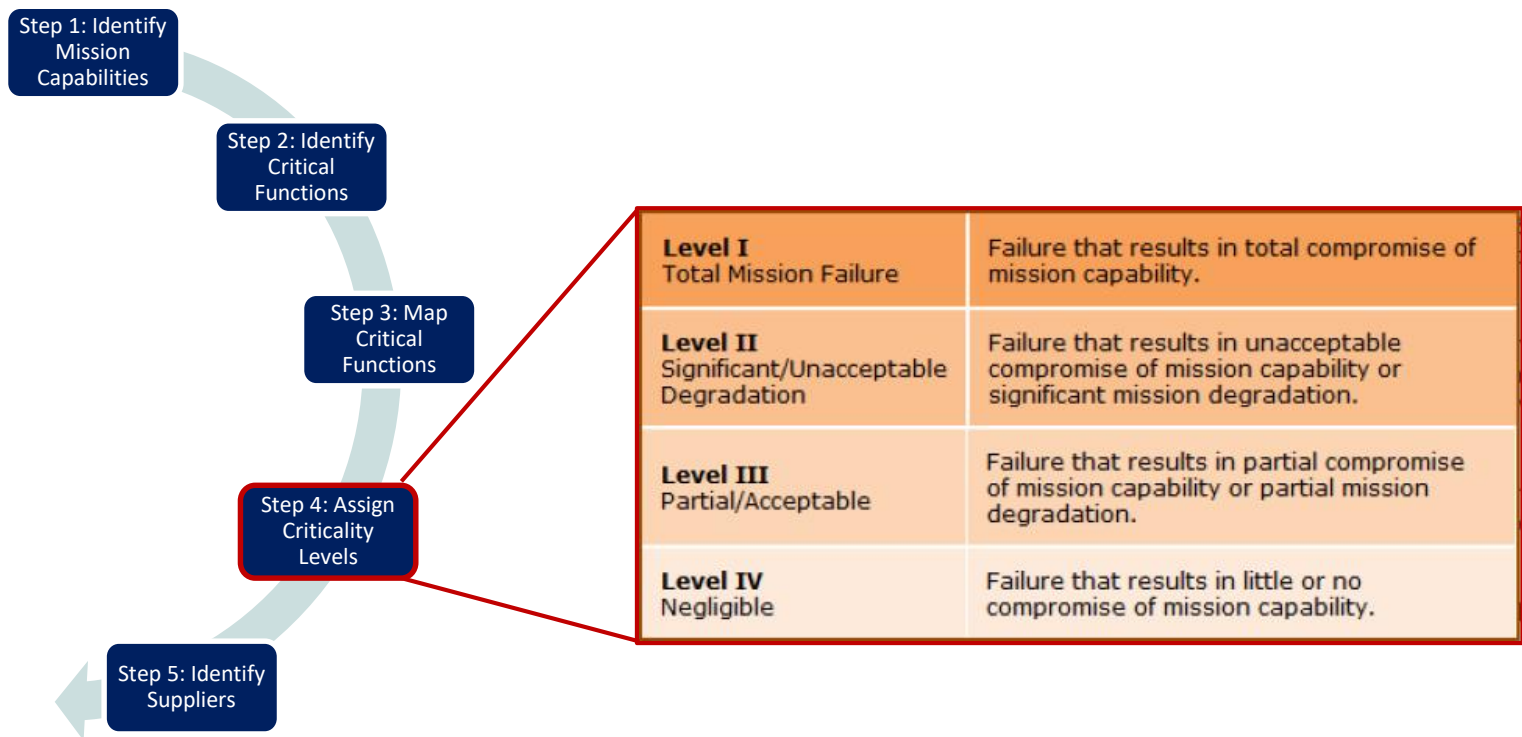 Step 1: Identify
Mission
Capabilities
Step 2: Identify
Critical
Functions
Step 3: Map
Critical
Functions
Step 4: Assign
Criticality
Levels
Step 5: Identify
Suppliers
Level I
Total Mission Failure
Failure that results in total compromise of
mission capability.
Level II
Significant/Unacceptable
Degradation
Failure that results in unacceptable
compromise of mission capability or
significant mission degradation.
Level III
Partial/Acceptable
Failure that results in partial compromise
of mission capability or partial mission
degradation.
Level IV
Negligible
Failure that results in little or no
compromise of mission capability.